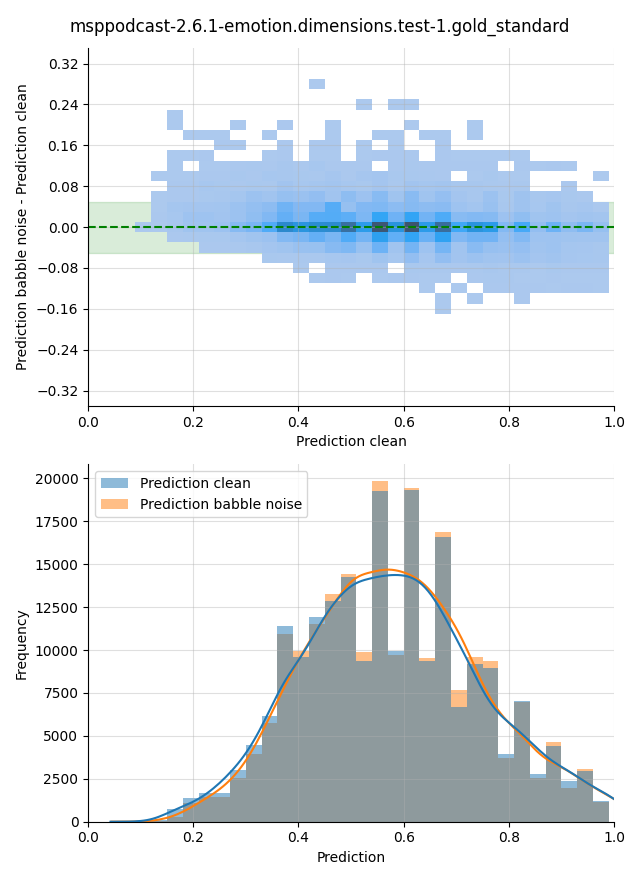 msppodcast-2.6.1-emotion.dimensions.test-1.gold_standard
Prediction babble noise - Prediction clean
0.32
0.24
0.16
0.08
0.00
−0.08
−0.16
−0.24
−0.32
0.0 0.2 0.4 0.6 0.8 1.0
Prediction clean
Frequency
20000
17500
15000
12500
10000
7500
5000
2500
0
Prediction clean
Prediction babble noise
0.0 0.2 0.4 0.6 0.8 1.0
Prediction